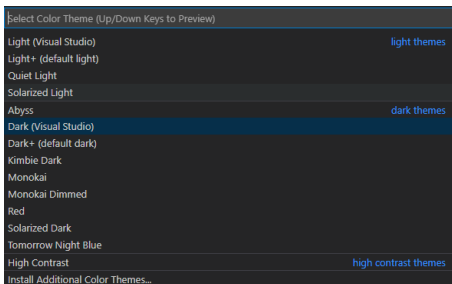 Select Color Theme (Up/Down Keys to Preview)
Light (Visual Studio) light themes
Light+ (default light)
Quiet Light
Solarized Light
Abyss dark themes
Dark (Visual Studio)
Dark+ (default dark)
Kimbie Dark
Monokai
Monokai Dimmed
Red
Solarized Dark
Tomorrow Night Blue
High Contrast high contrast themes
Install Additional Color Themes...